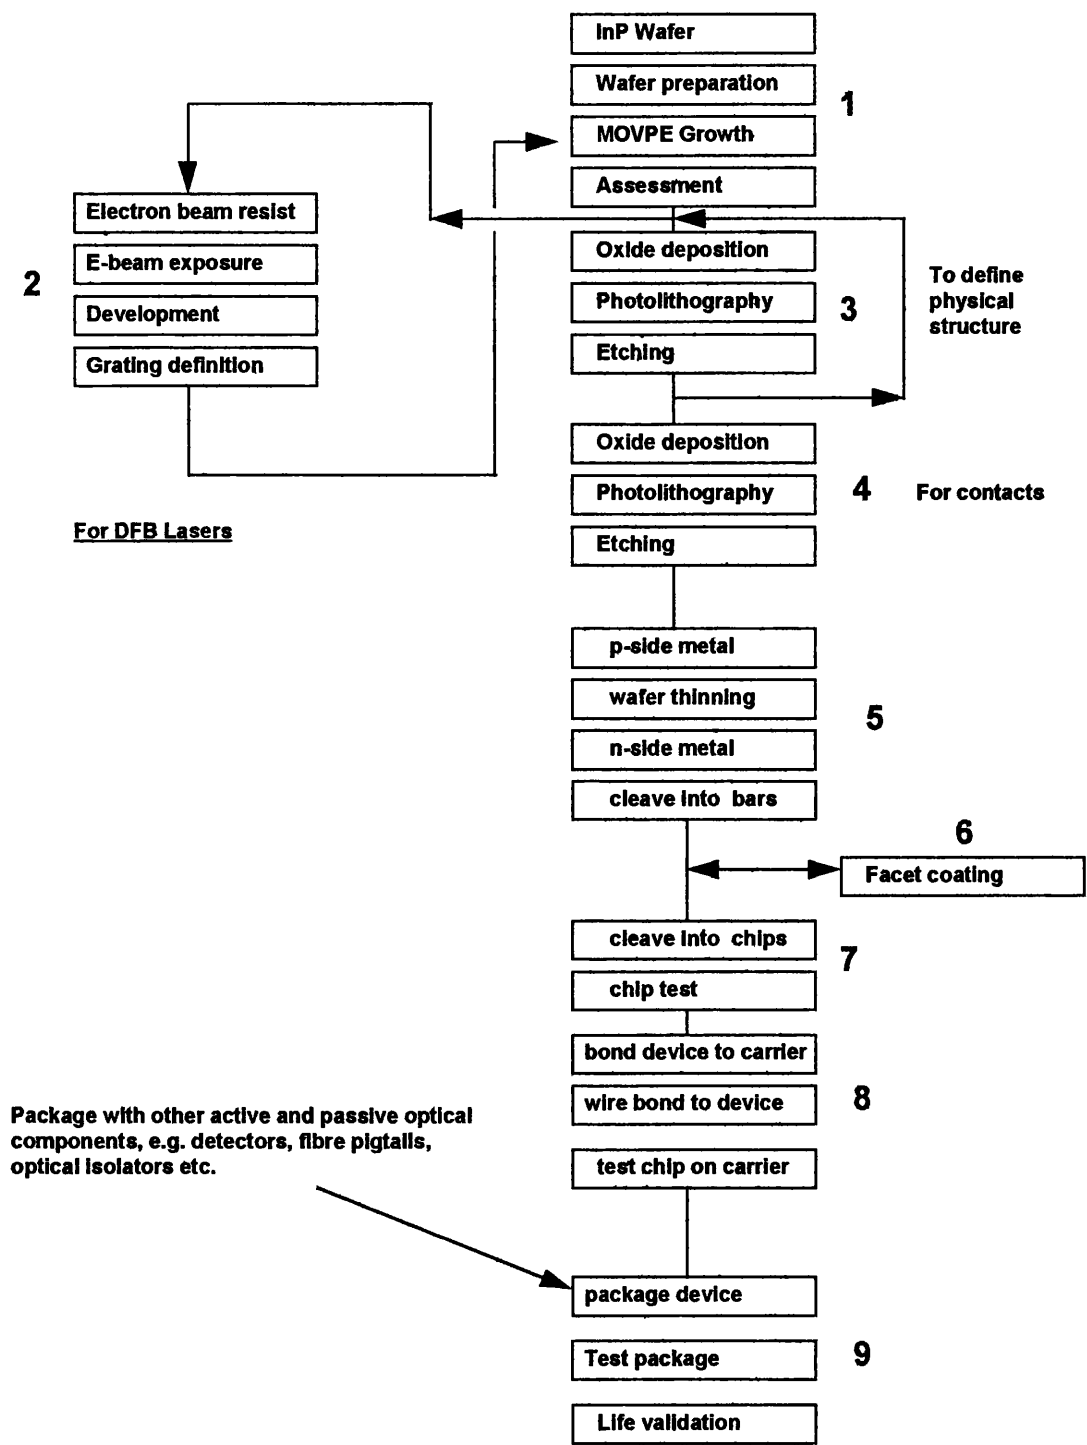 InP Wafer
Wafer preparation
1
MOVPE Growth
Assessment
Electron beam resist
E-beam exposure
2
Development
Grating definition
For DFB Lasers
Oxide deposition
Photolithography
3
Etching
To define
physical
structure
Oxide deposition
Photolithography
4
For contacts
Etching
p-side metal
wafer thinning
5
n-side metal
cleave into bars
6
Facet coating
cleave into chips
7
chip test
bond device to carrier
wire bond to device
8
test chip on carrier
Package with other active and passive optical
components, e.g. detectors, fibre pigtails,
optical isolators etc.
package device
Test package
9
Life validation